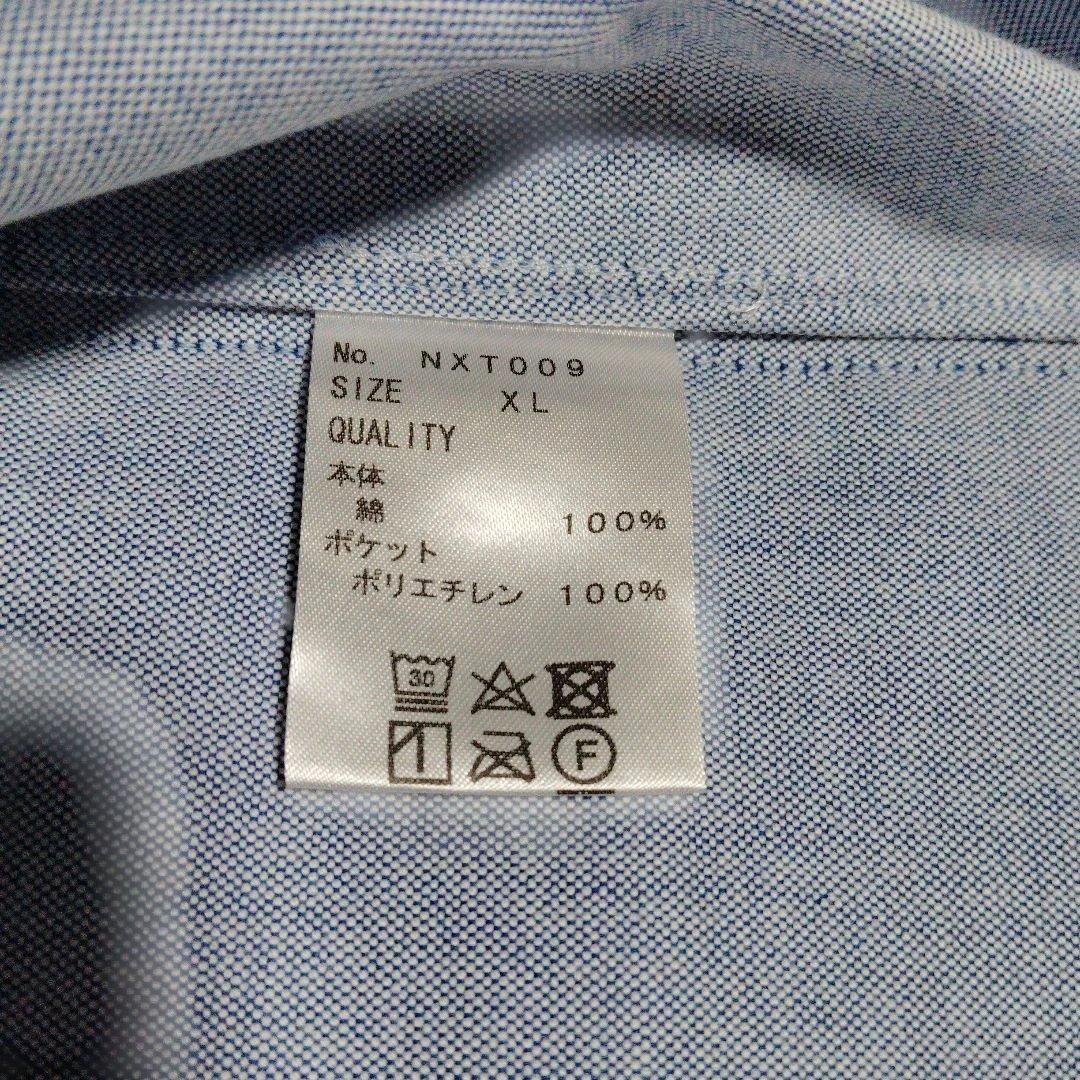 No. NXT009
SIZE XL
QUALITY
本体
綿 100%
ポケット
ポリエチレン 100%
30
F